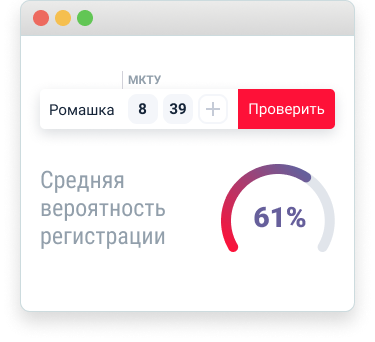 МКТУ
Ромашка 8 39 + Проверить
Средняя
вероятность
регистрации
61%